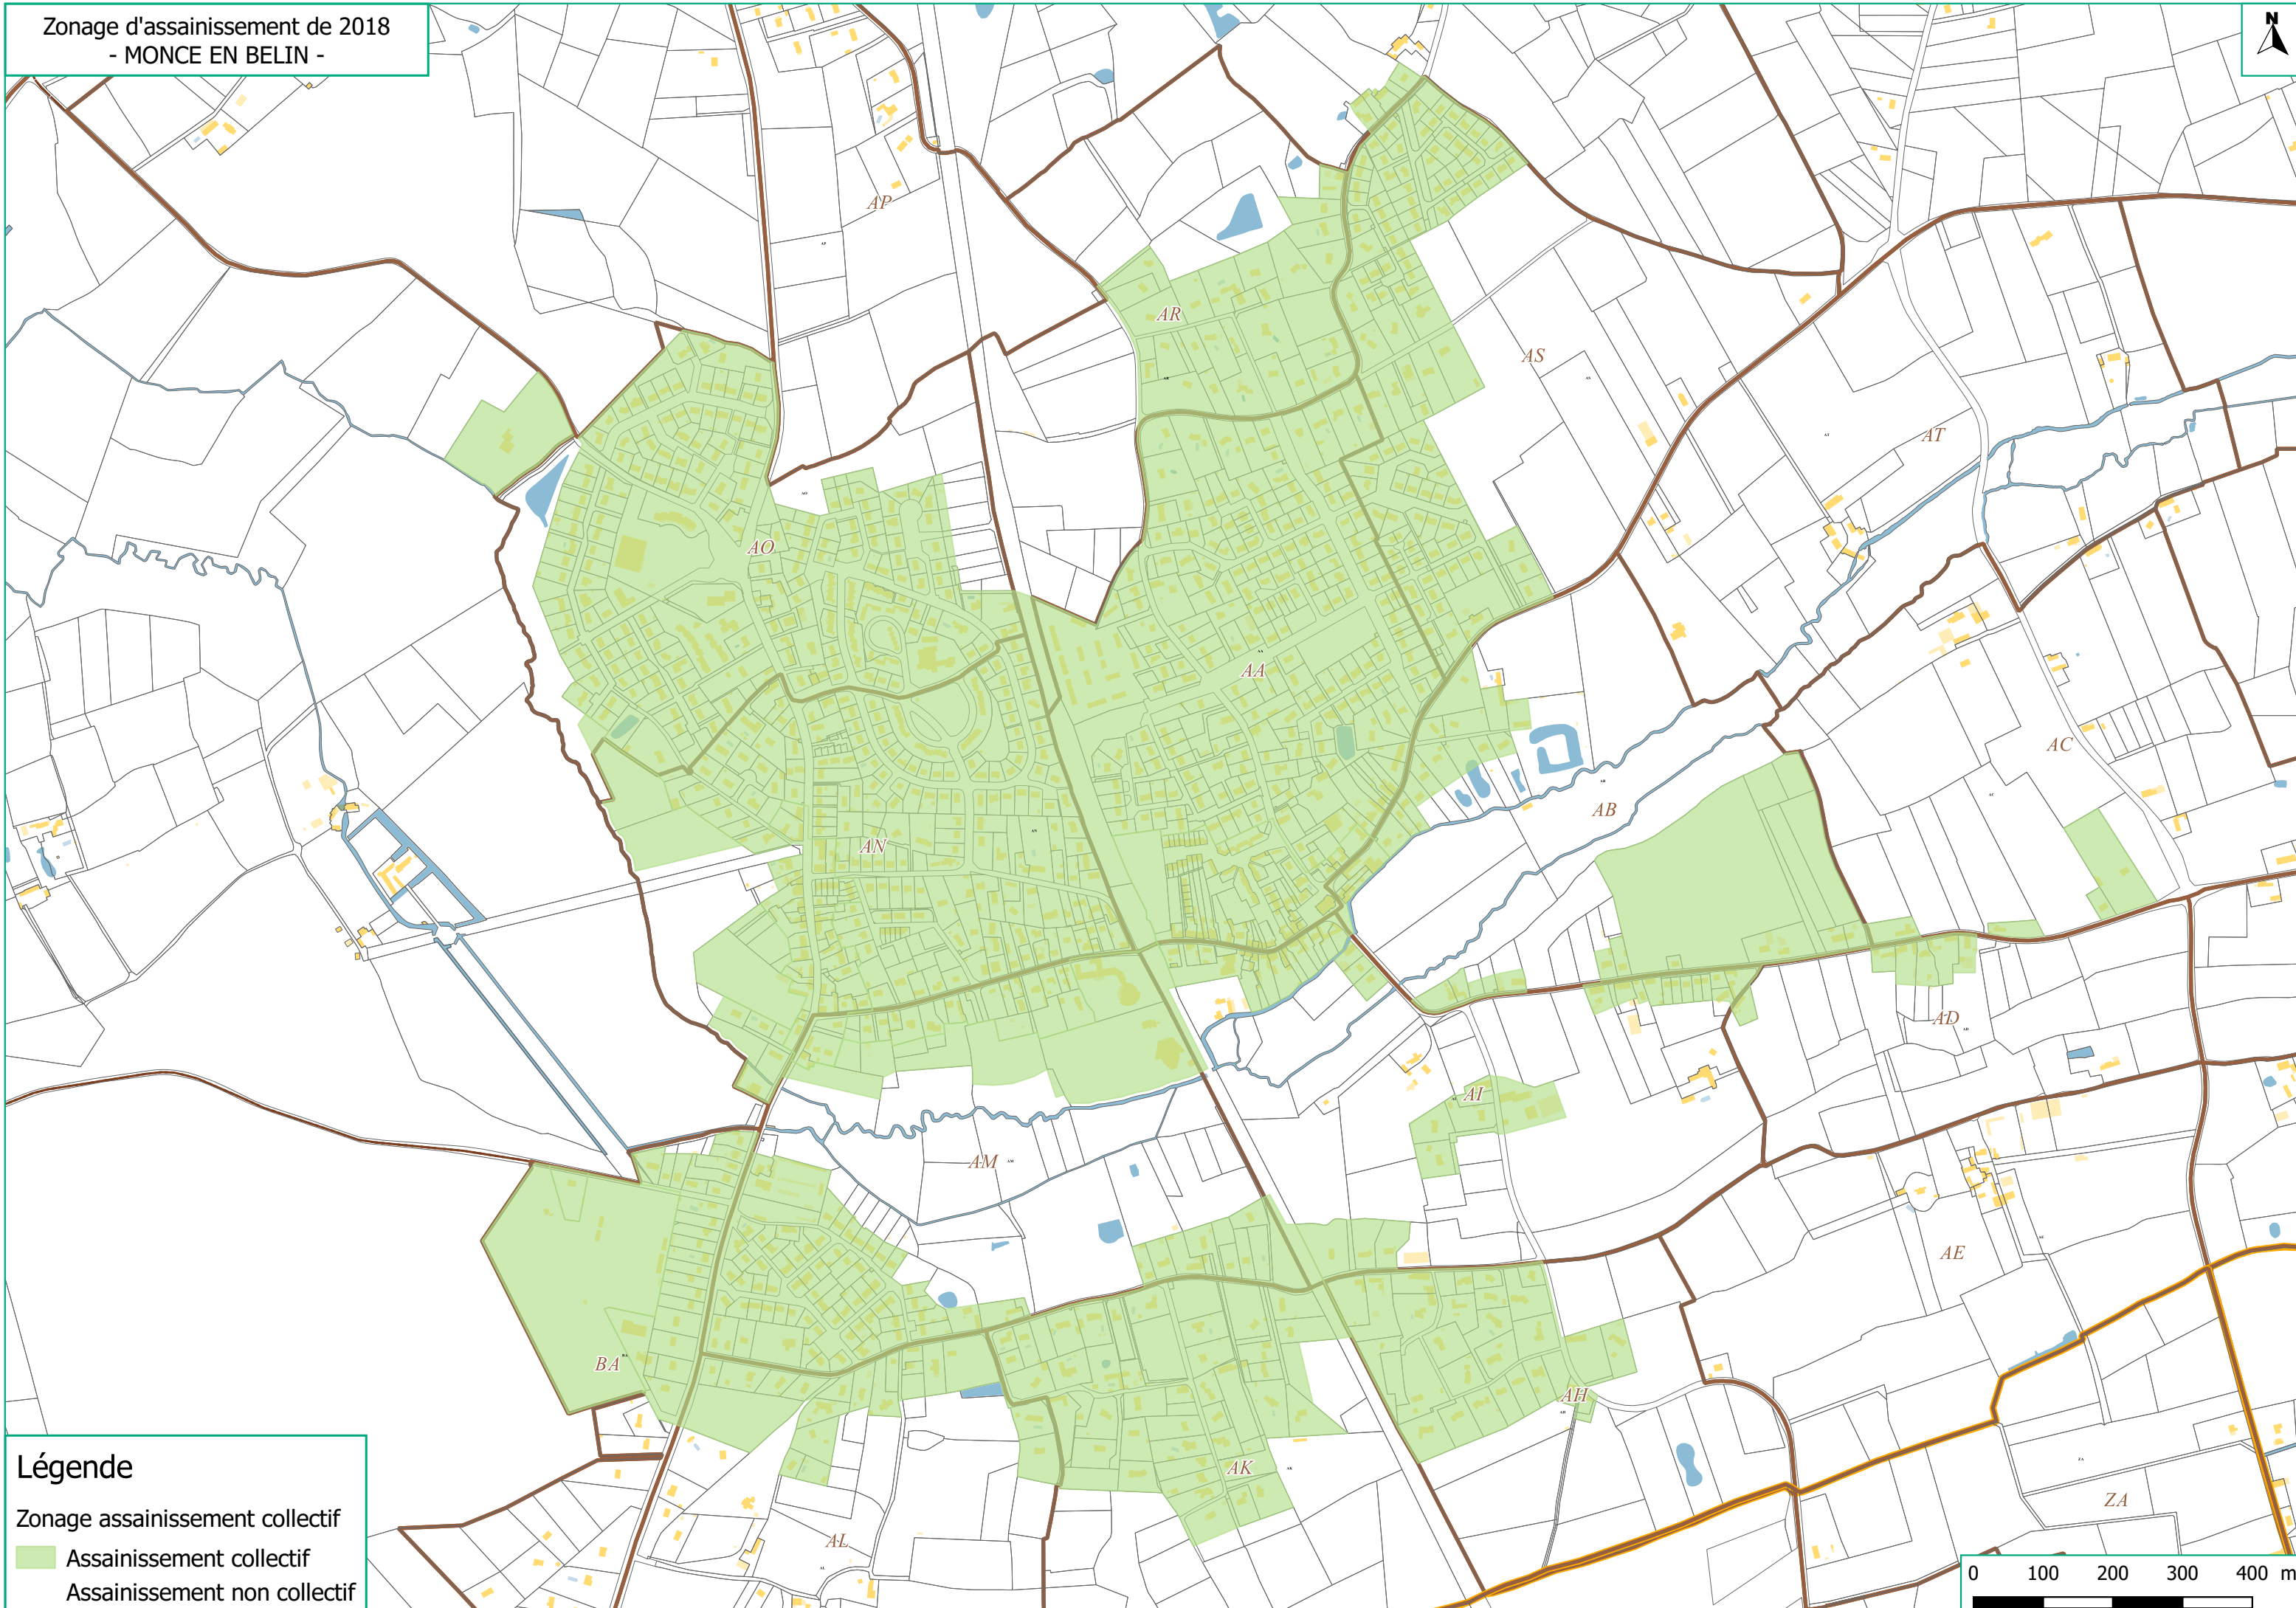 Zonage d'assainissement de 2018
- MONCE EN BELIN -
N
AP
AR
AS
AT
AO
AA
AC
AB
AN
AD
AI
AM
AE
BA
AH
AK
ZA
AL
Légende
Zonage assainissement collectif
Assainissement collectif
Assainissement non collectif
0 100 200 300 400 m